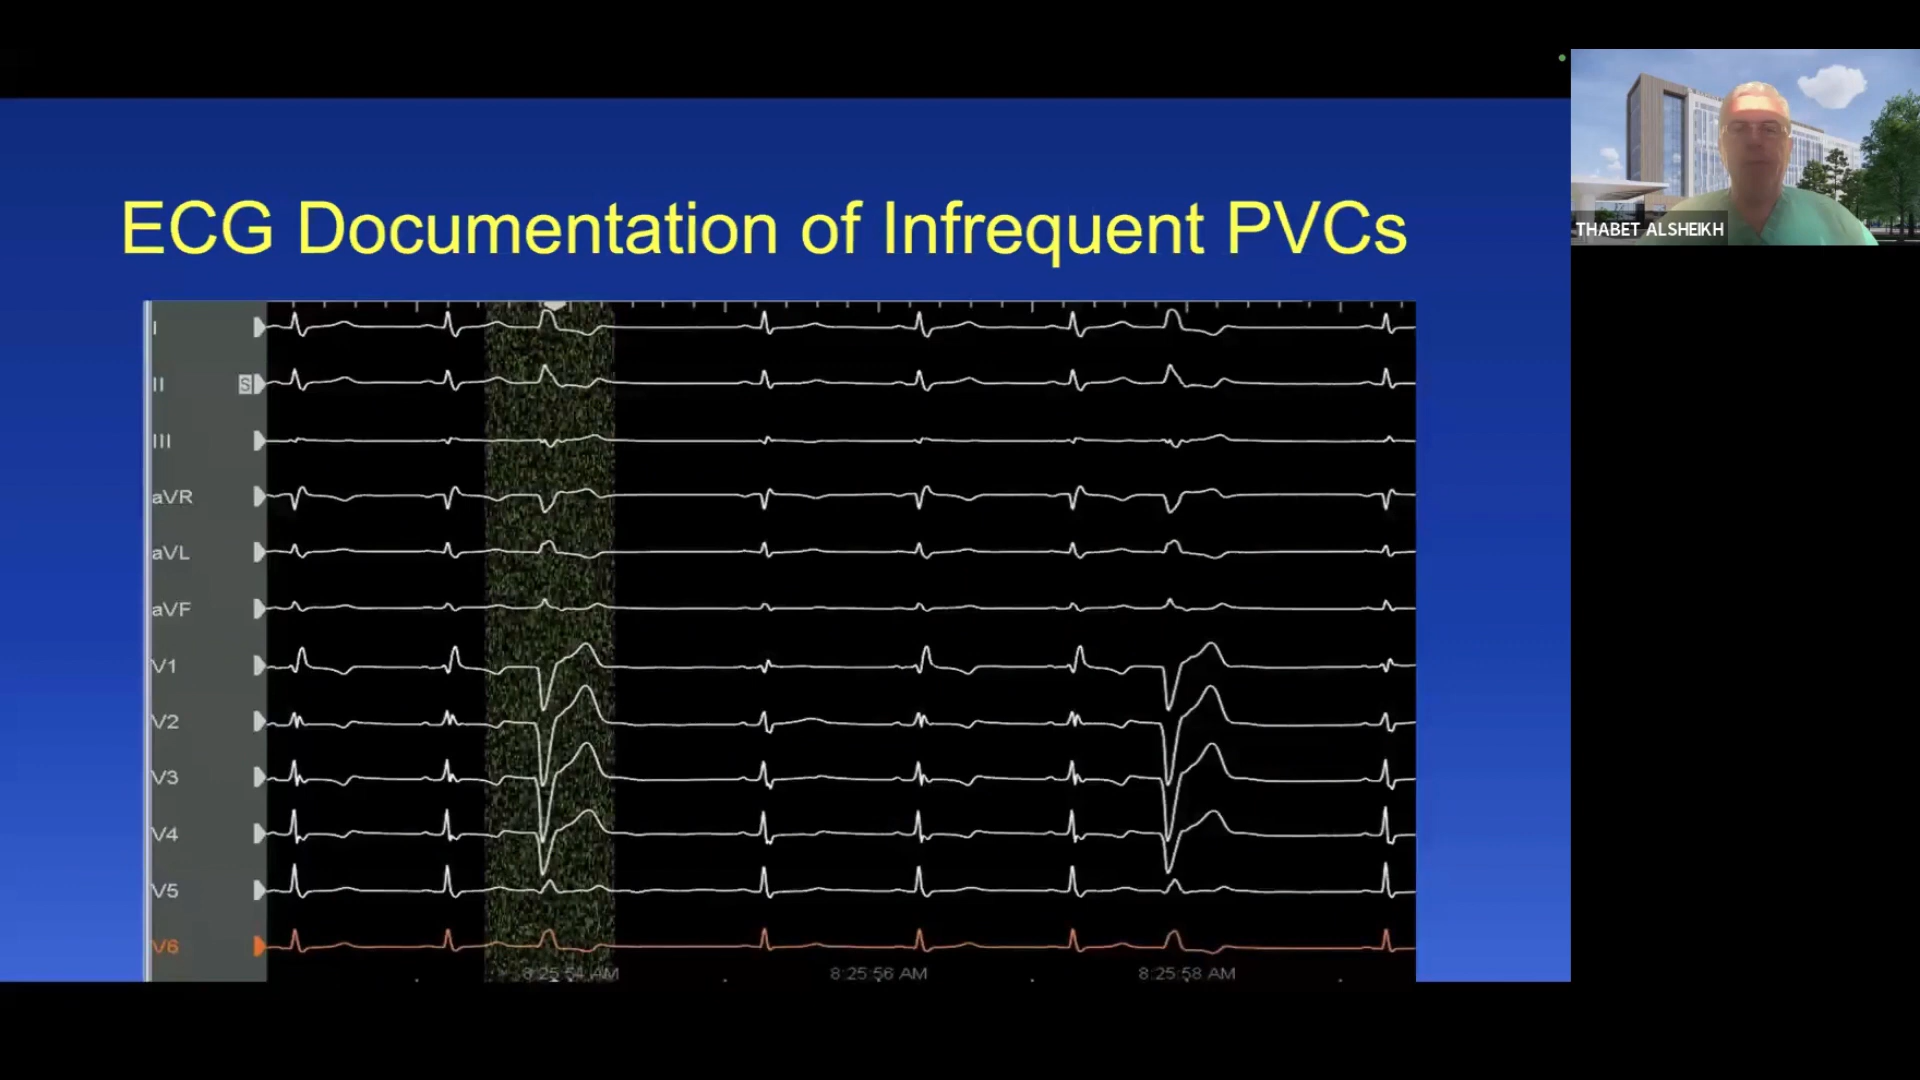 ECG Documentation of Infrequent PVCs
THABET ALSHEIKH
I
II S
III
aVR
aVL
aVF
V1
V2
V3
V4
V5
V6
8:25:54 AM 8:25:56 AM 8:25:58 AM